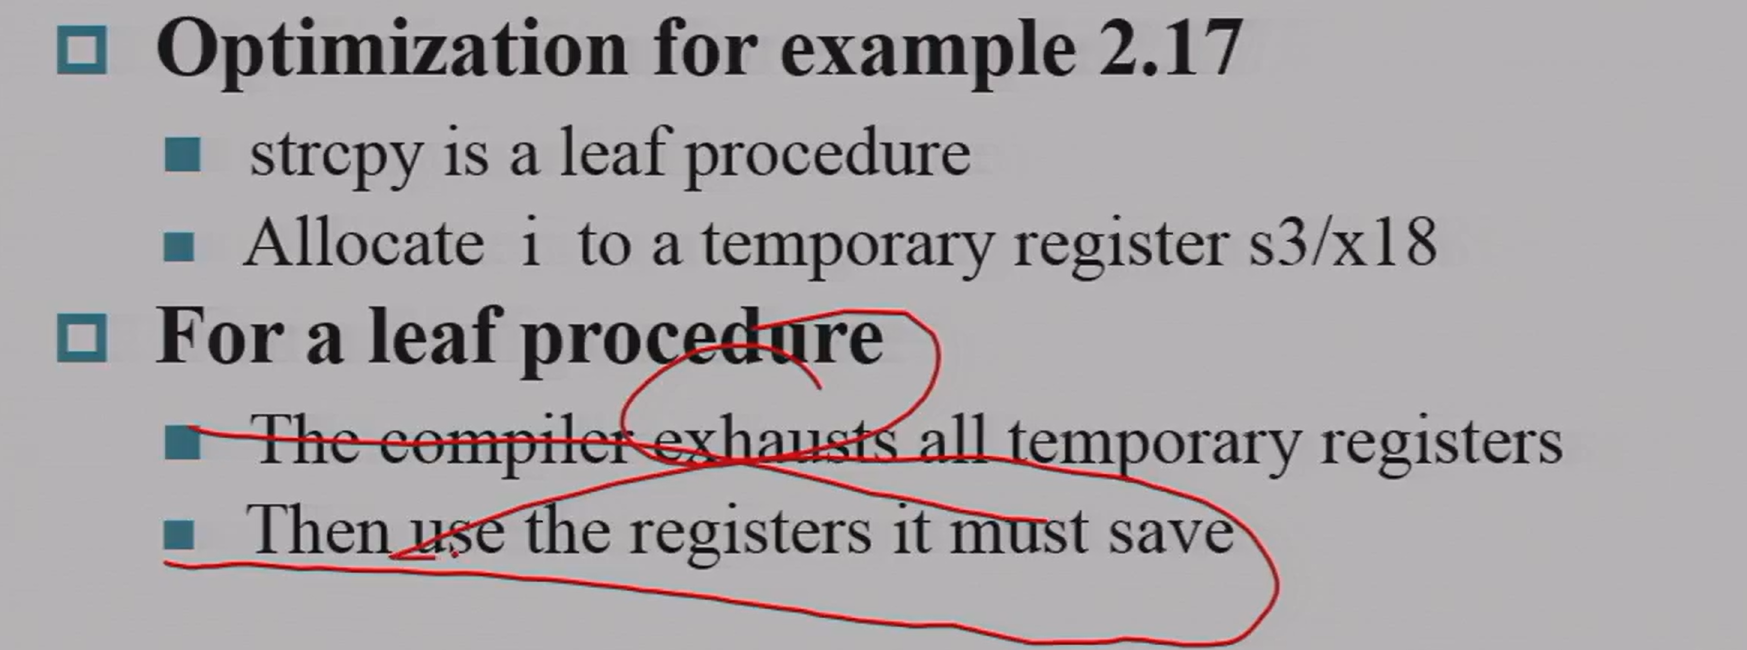 Optimization for example 2.17
strcpy is a leaf procedure
Allocate i to a temporary register s3/x18
For a leaf procedure
The compiler exhausts all temporary registers
Then use the registers it must save